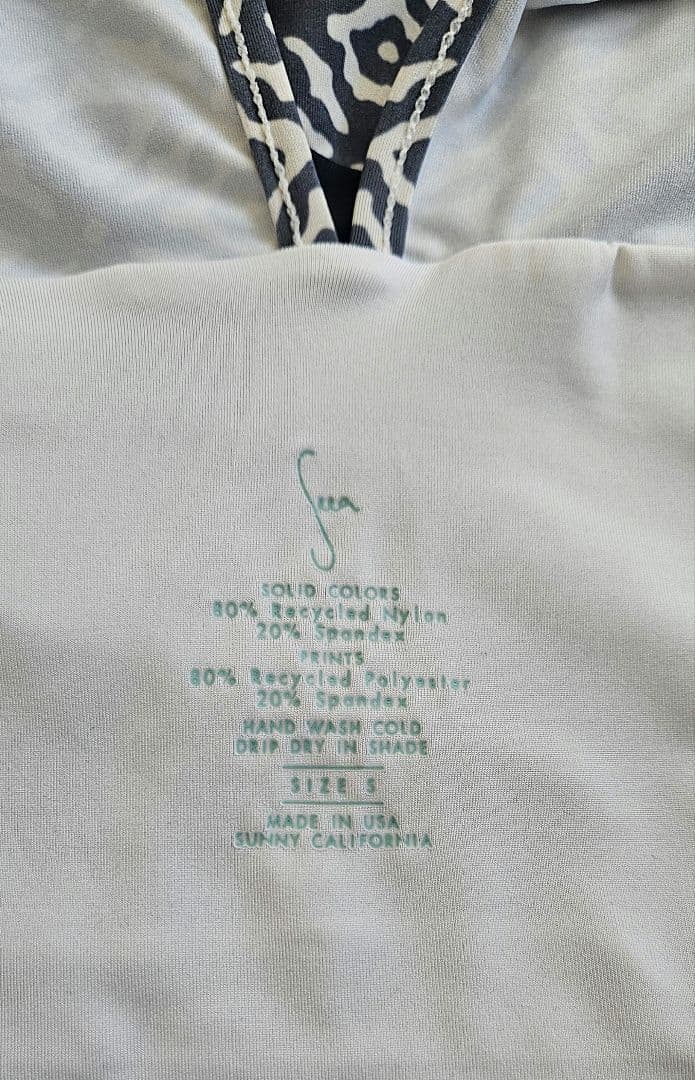 Seea
SOLID COLORS
80% Recycled Nylon
20% Spandex
PRINTS
80% Recycled Polyester
20% Spandex
HAND WASH COLD
DRIP DRY IN SHADE
SIZE S
MADE IN USA
SUNNY CALIFORNIA